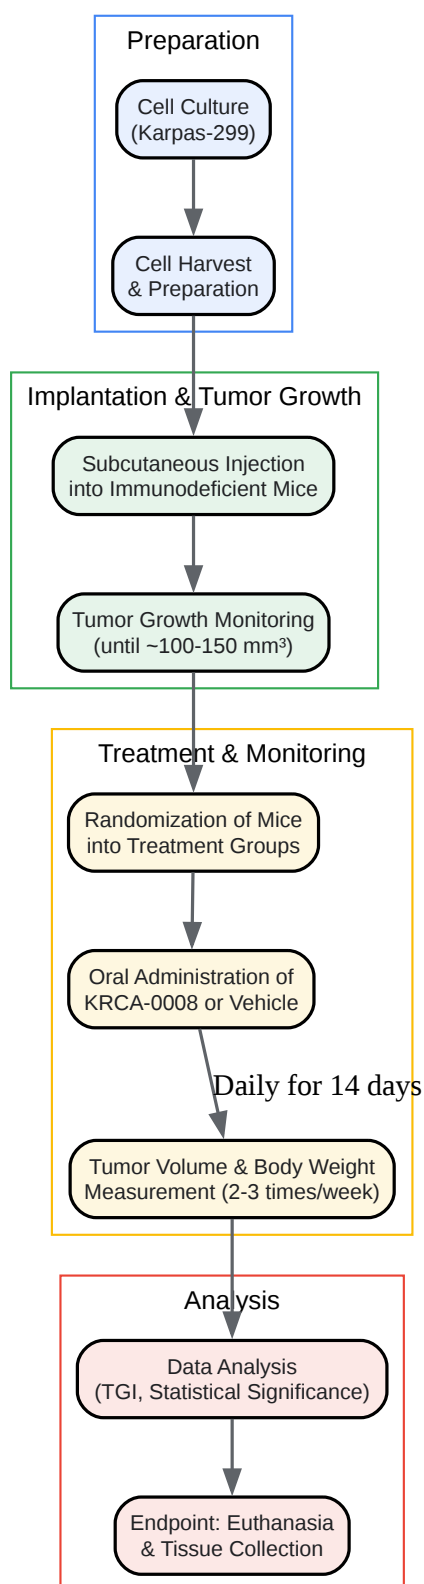 Preparation
Cell Culture
(Karpas-299)
Cell Harvest
& Preparation
Implantation & Tumor Growth
Subcutaneous Injection
into Immunodeficient Mice
Tumor Growth Monitoring
(until ~100-150 mm³)
Treatment & Monitoring
Randomization of Mice
into Treatment Groups
Oral Administration of
KRCA-0008 or Vehicle
Daily for 14 days
Tumor Volume & Body Weight
Measurement (2-3 times/week)
Analysis
Data Analysis
(TGI, Statistical Significance)
Endpoint: Euthanasia
& Tissue Collection